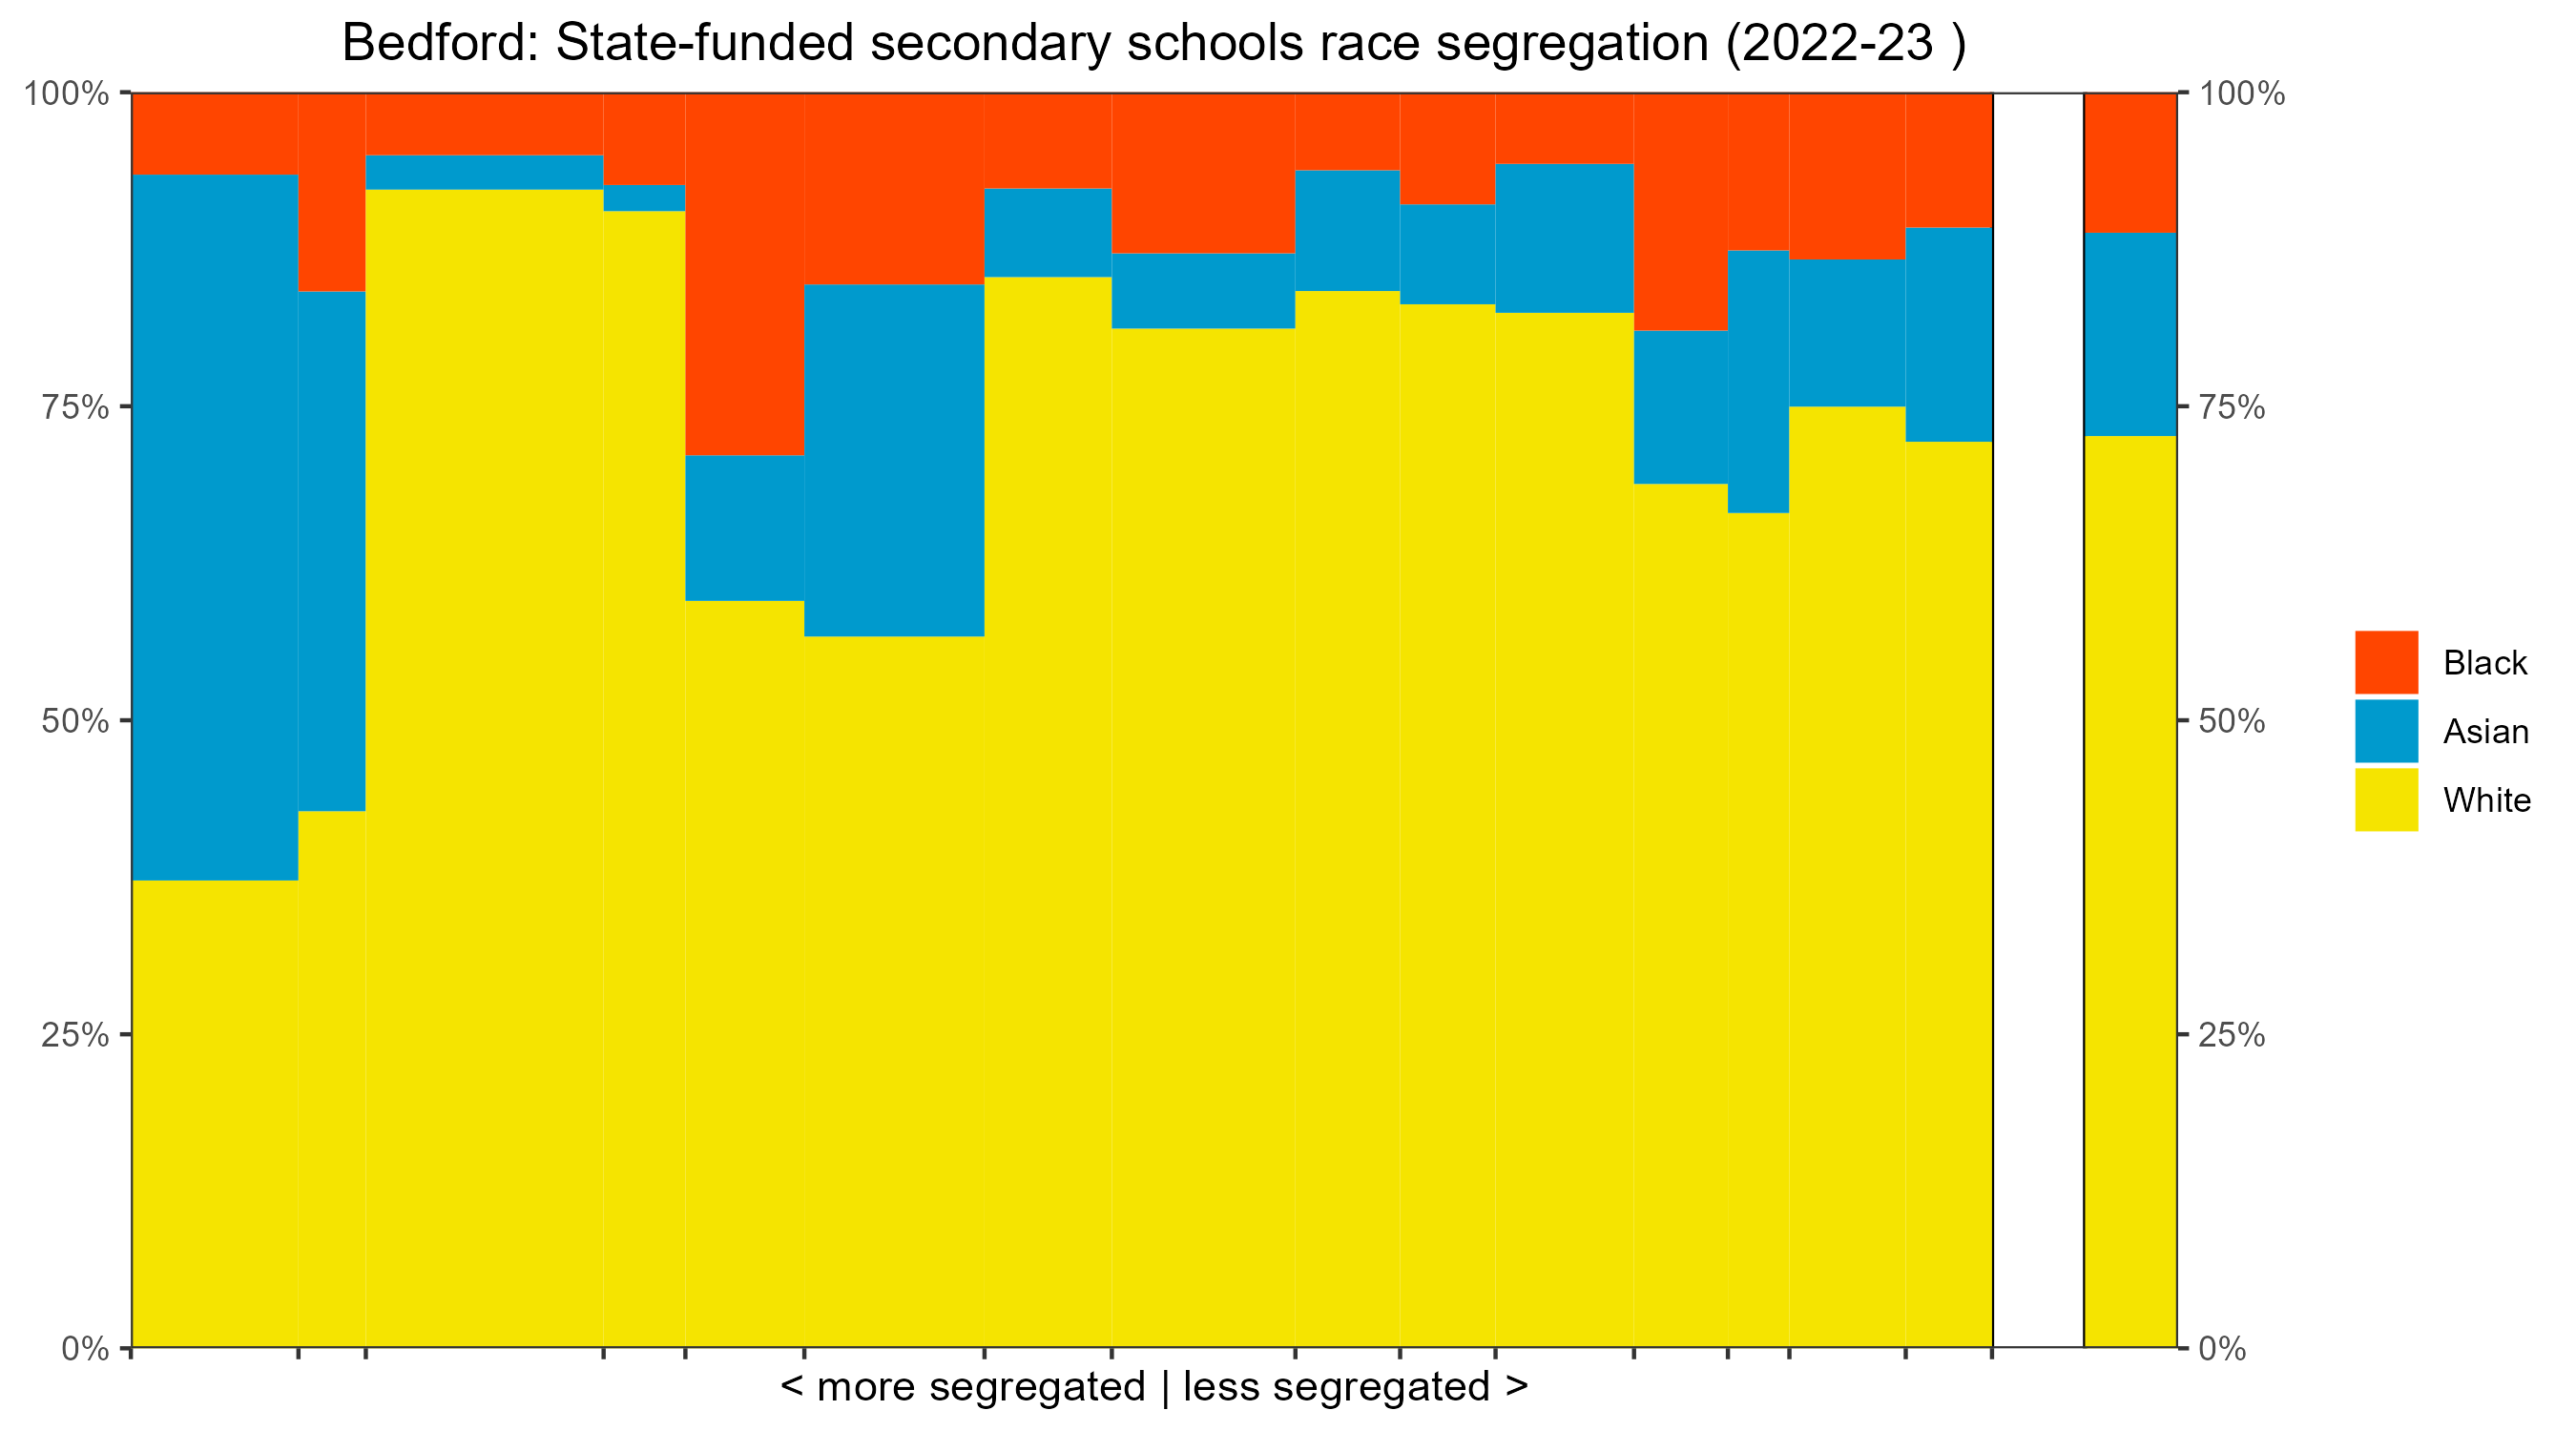 Bedford: State-funded secondary schools race segregation (2022-23 )
100%
100%
75%
75%
50%
50%
25%
25%
0%
0%
Black
Asian
White
< more segregated | less segregated >